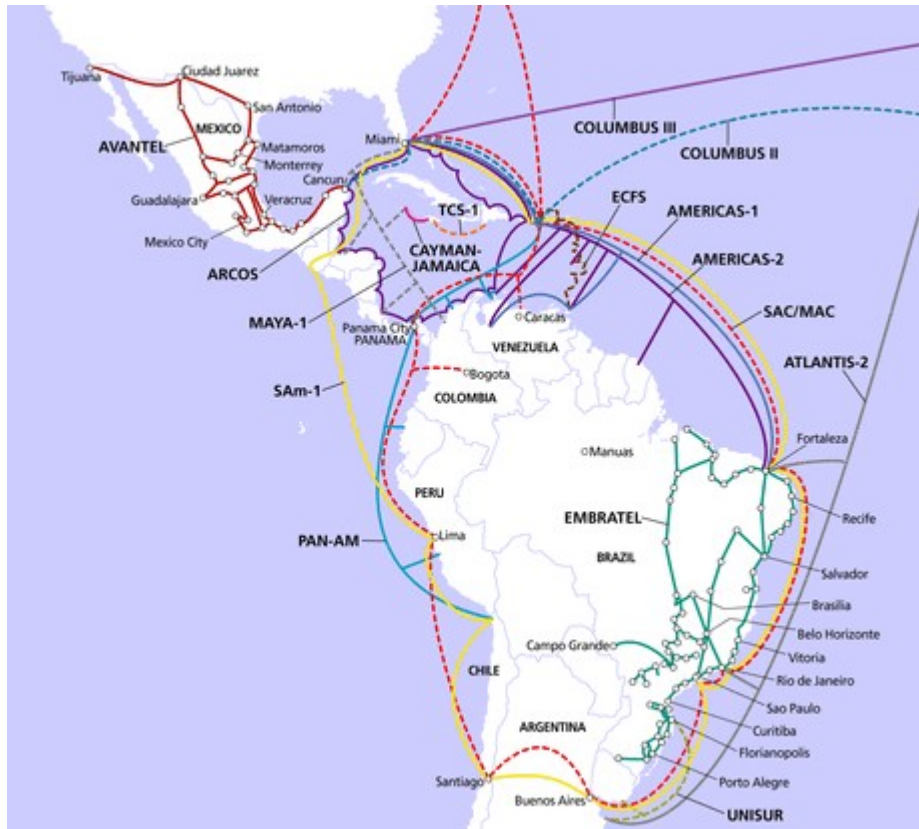 Tijuana
Ciudad Juarez
San Antonio
MEXICO
AVANTEL
Matamoros
Monterrey
Miami
Cancun
Guadalajara
Veracruz
Mexico City
COLUMBUS III
COLUMBUS II
TCS-1
ECFS
AMERICAS-1
CAYMAN-
JAMAICA
AMERICAS-2
ARCOS
SAC/MAC
MAYA-1
Panama City
PANAMA
Caracas
VENEZUELA
ATLANTIS-2
SAm-1
Bogota
COLOMBIA
Manuas
Fortaleza
PERU
EMBRATEL
Recife
PAN-AM
Lima
BRAZIL
Salvador
Brasilia
Belo Horizonte
Campo Grande
Vitoria
CHILE
Rio de Janeiro
Sao Paulo
ARGENTINA
Curitiba
Florianopolis
Santiago
Porto Alegre
Buenos Aires
UNISUR